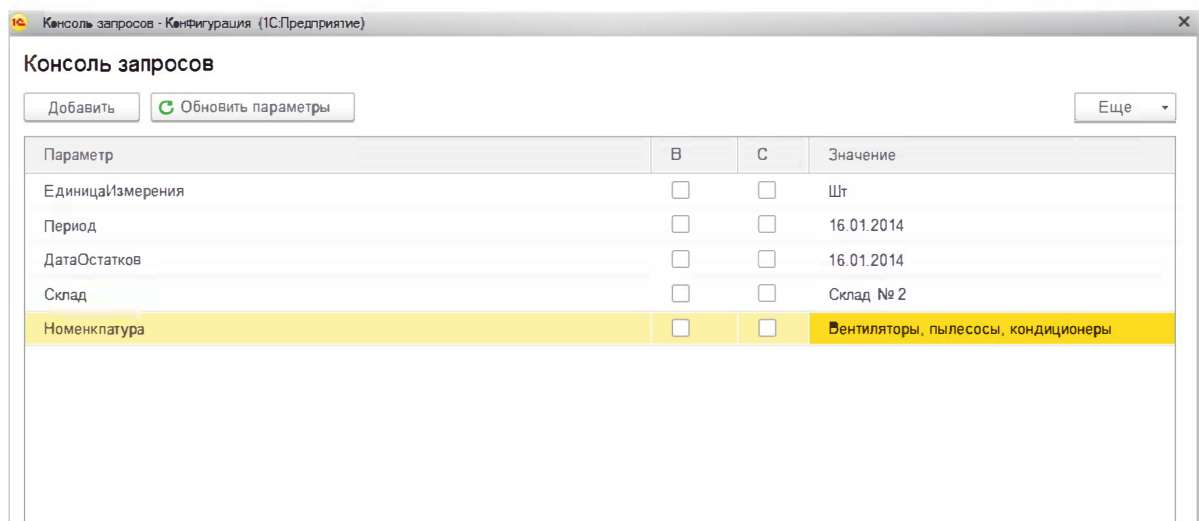 1С Консоль запросов - Конфигурация (1С:Предприятие)
Консоль запросов
Добавить Обновить параметры Еще
Параметр В С Значение
ЕдиницаИзмерения Шт
Период 16.01.2014
ДатаОстатков 16.01.2014
Склад Склад № 2
Номенклатура Вентиляторы, пылесосы, кондиционеры